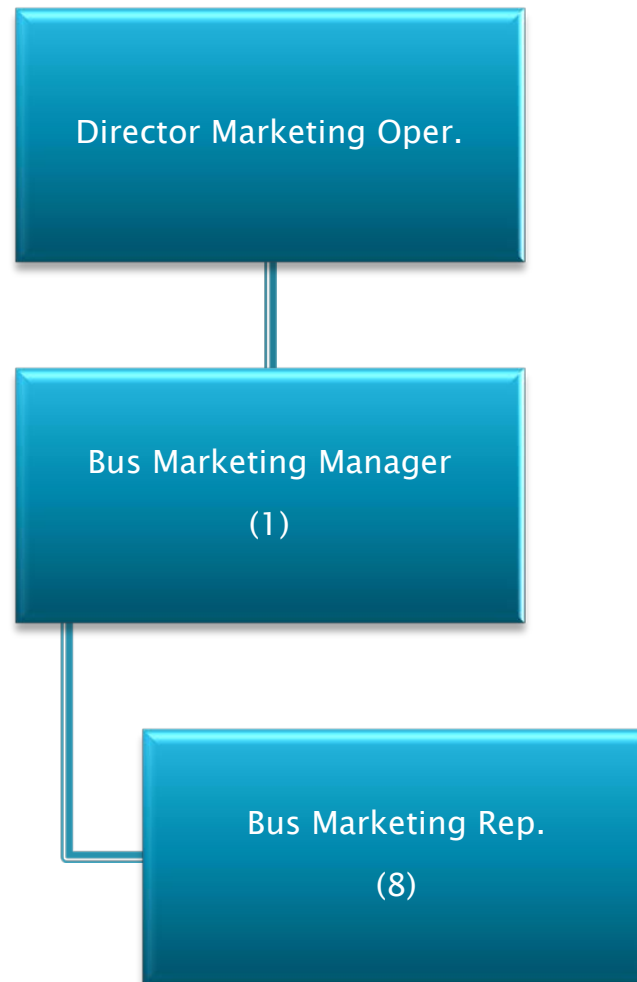 Director Marketing Oper.
Bus Marketing Manager
(1)
Bus Marketing Rep.
(8)